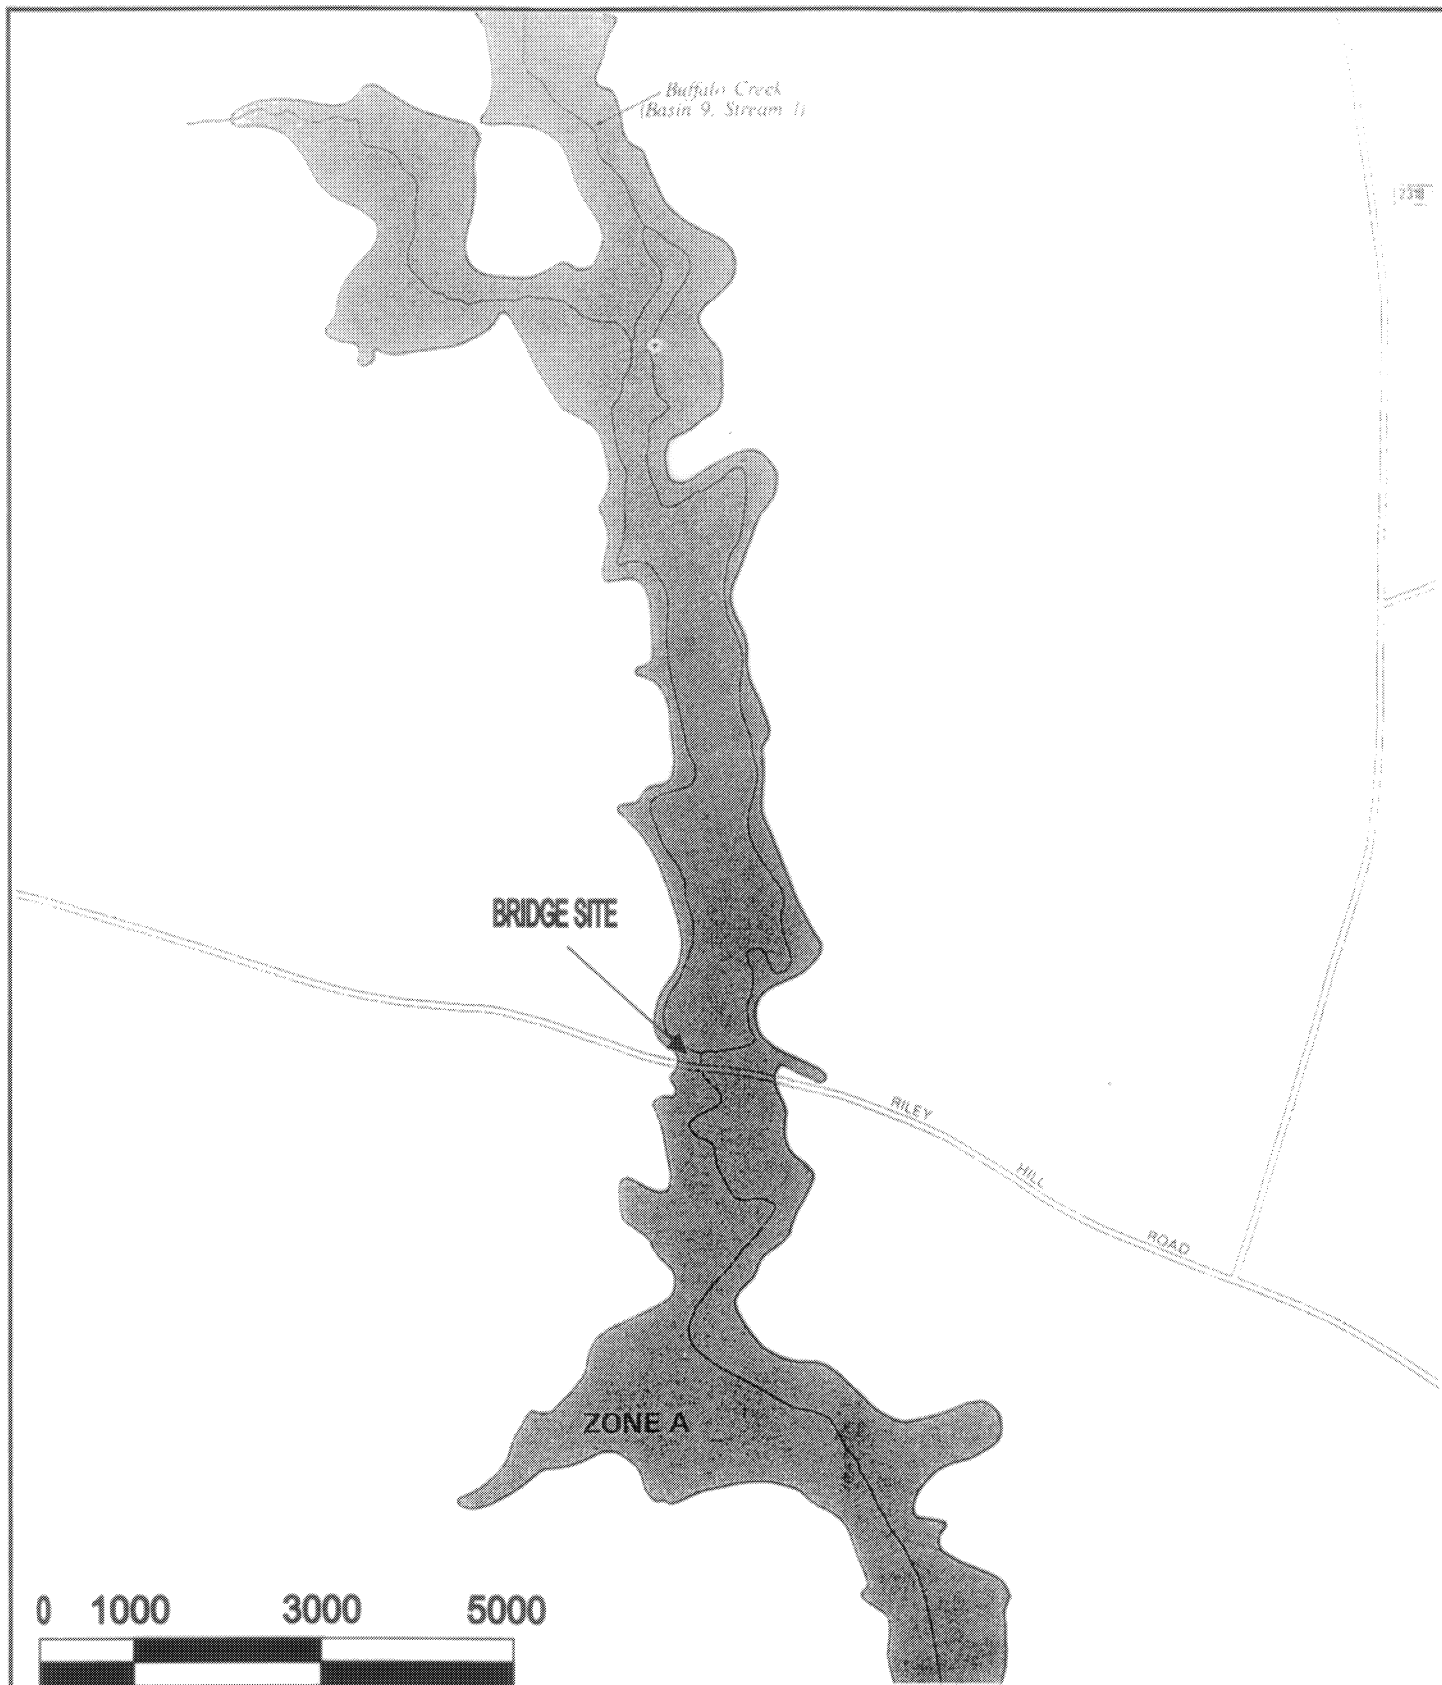 Buffalo Creek
(Basin 9, Stream 1)
BRIDGE SITE
RILEY
HILL
ROAD
ZONE A
0 1000 3000 5000